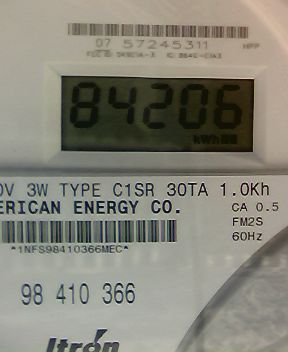 07 57245311
84206
kWh
0V 3W TYPE C1SR 30TA 1.0Kh
ERICAN ENERGY CO.
CA 0.5
FM2S
60Hz
*1NFS98410366MEC*
98 410 366
Itron